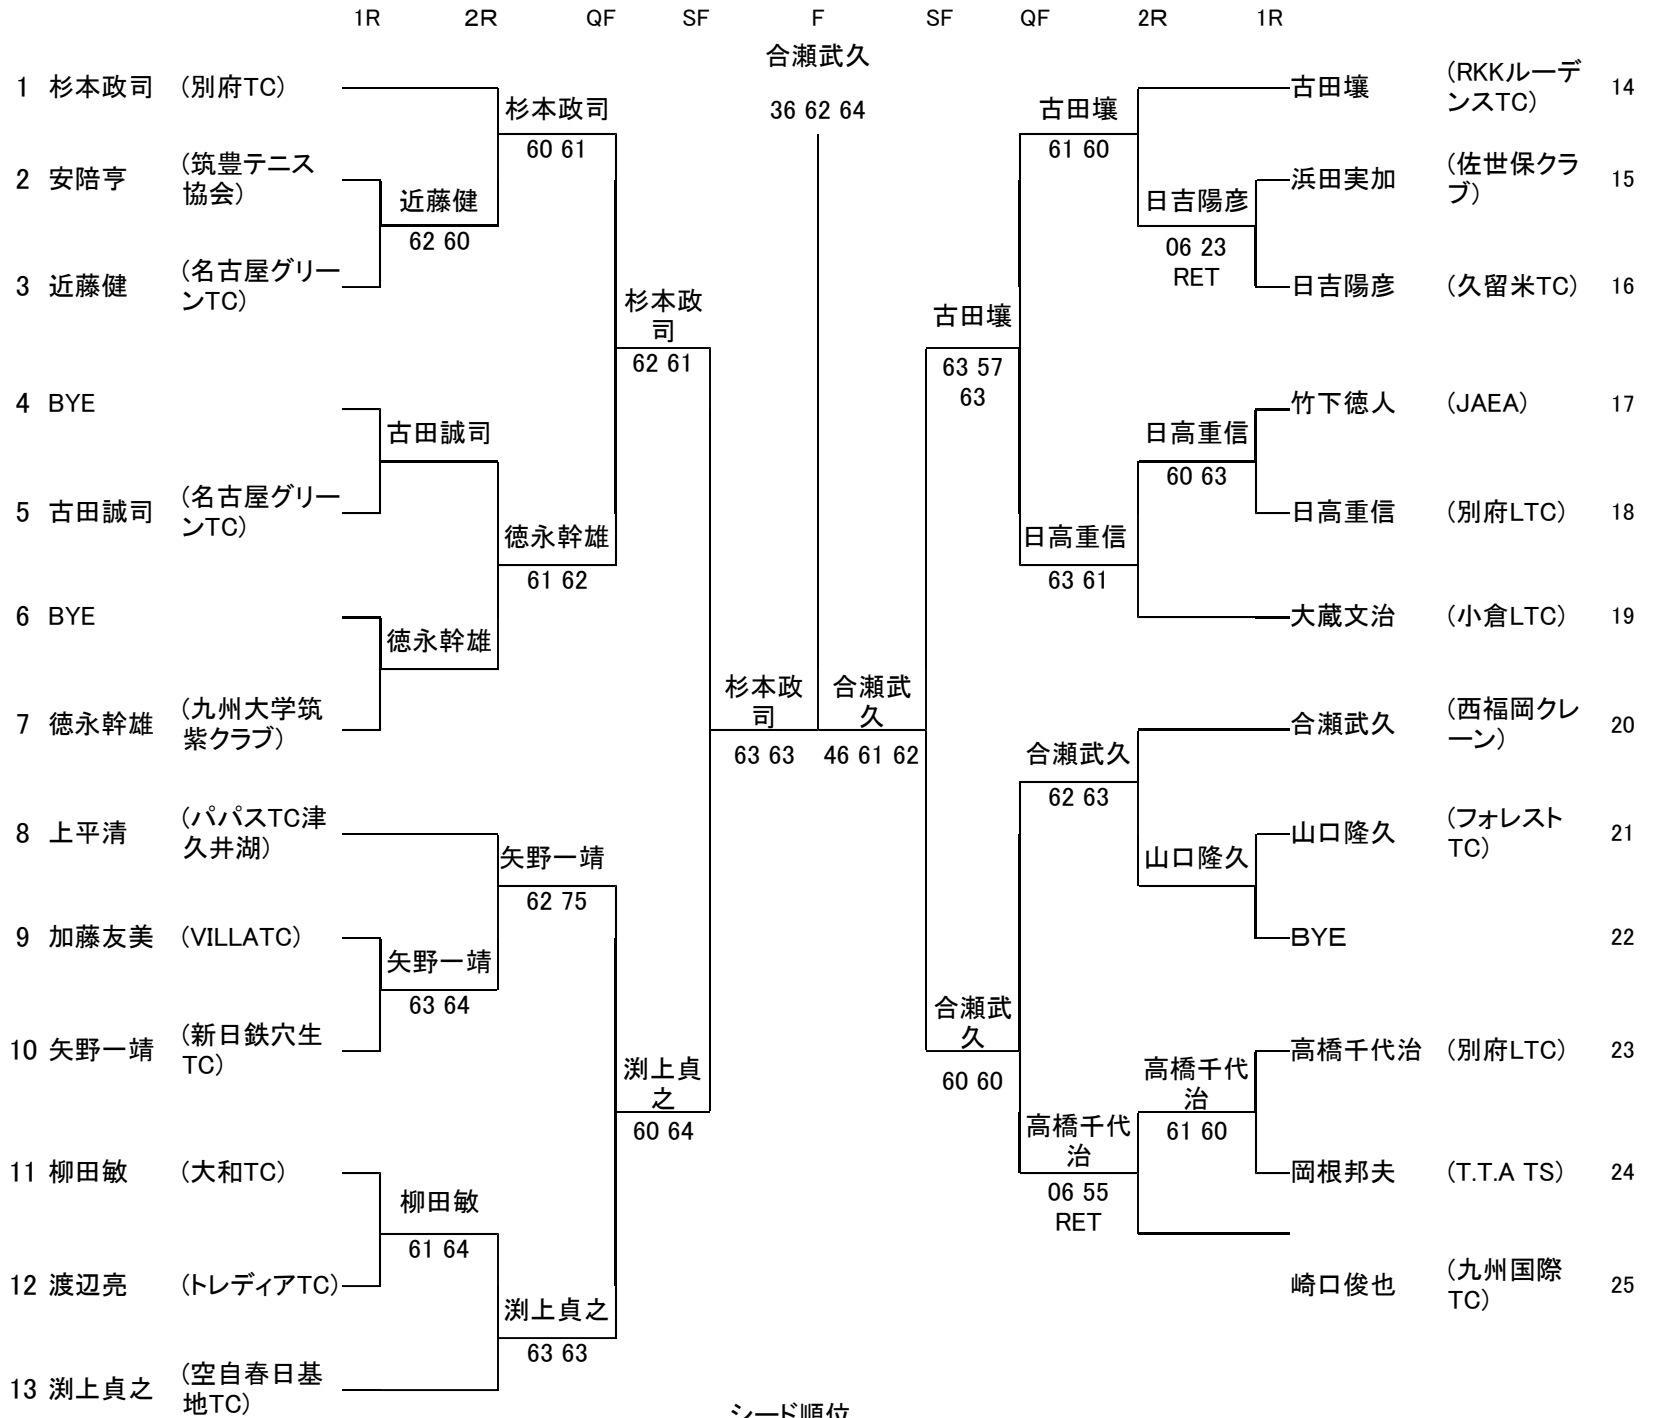 1R 2R QF SF F SF QF 2R 1R
合瀬武久
36 62 64
1 杉本政司 (別府TC)
2 安陪亨 (筑豊テニス
協会)
3 近藤健 (名古屋グリー
ンTC)
4 BYE
5 古田誠司 (名古屋グリー
ンTC)
6 BYE
7 徳永幹雄 (九州大学筑
紫クラブ)
8 上平清 (パパスTC津
久井湖)
9 加藤友美 (VILLATC)
10 矢野一靖 (新日鉄穴生
TC)
11 柳田敏 (大和TC)
12 渡辺亮 (トレディアTC)
13 渕上貞之 (空自春日基
地TC)
近藤健
62 60
古田誠司
徳永幹雄
矢野一靖
63 64
柳田敏
61 64
杉本政司
60 61
徳永幹雄
61 62
矢野一靖
62 75
渕上貞之
63 63
杉本政
司
62 61
渕上貞
之
60 64
杉本政
司
63 63
合瀬武
久
46 61 62
古田壤
63 57
63
合瀬武
久
60 60
古田壤
61 60
日高重信
63 61
合瀬武久
62 63
高橋千代
治
06 55
RET
日吉陽彦
06 23
RET
日高重信
60 63
山口隆久
高橋千代
治
61 60
古田壤 (RKKルーデ
ンスTC) 14
浜田実加 (佐世保クラ
ブ) 15
日吉陽彦 (久留米TC) 16
竹下徳人 (JAEA) 17
日高重信 (別府LTC) 18
大蔵文治 (小倉LTC) 19
合瀬武久 (西福岡クレ
ーン) 20
山口隆久 (フォレスト
TC) 21
BYE 22
高橋千代治 (別府LTC) 23
岡根邦夫 (T.T.A TS) 24
崎口俊也 (九州国際
TC) 25
シード順位